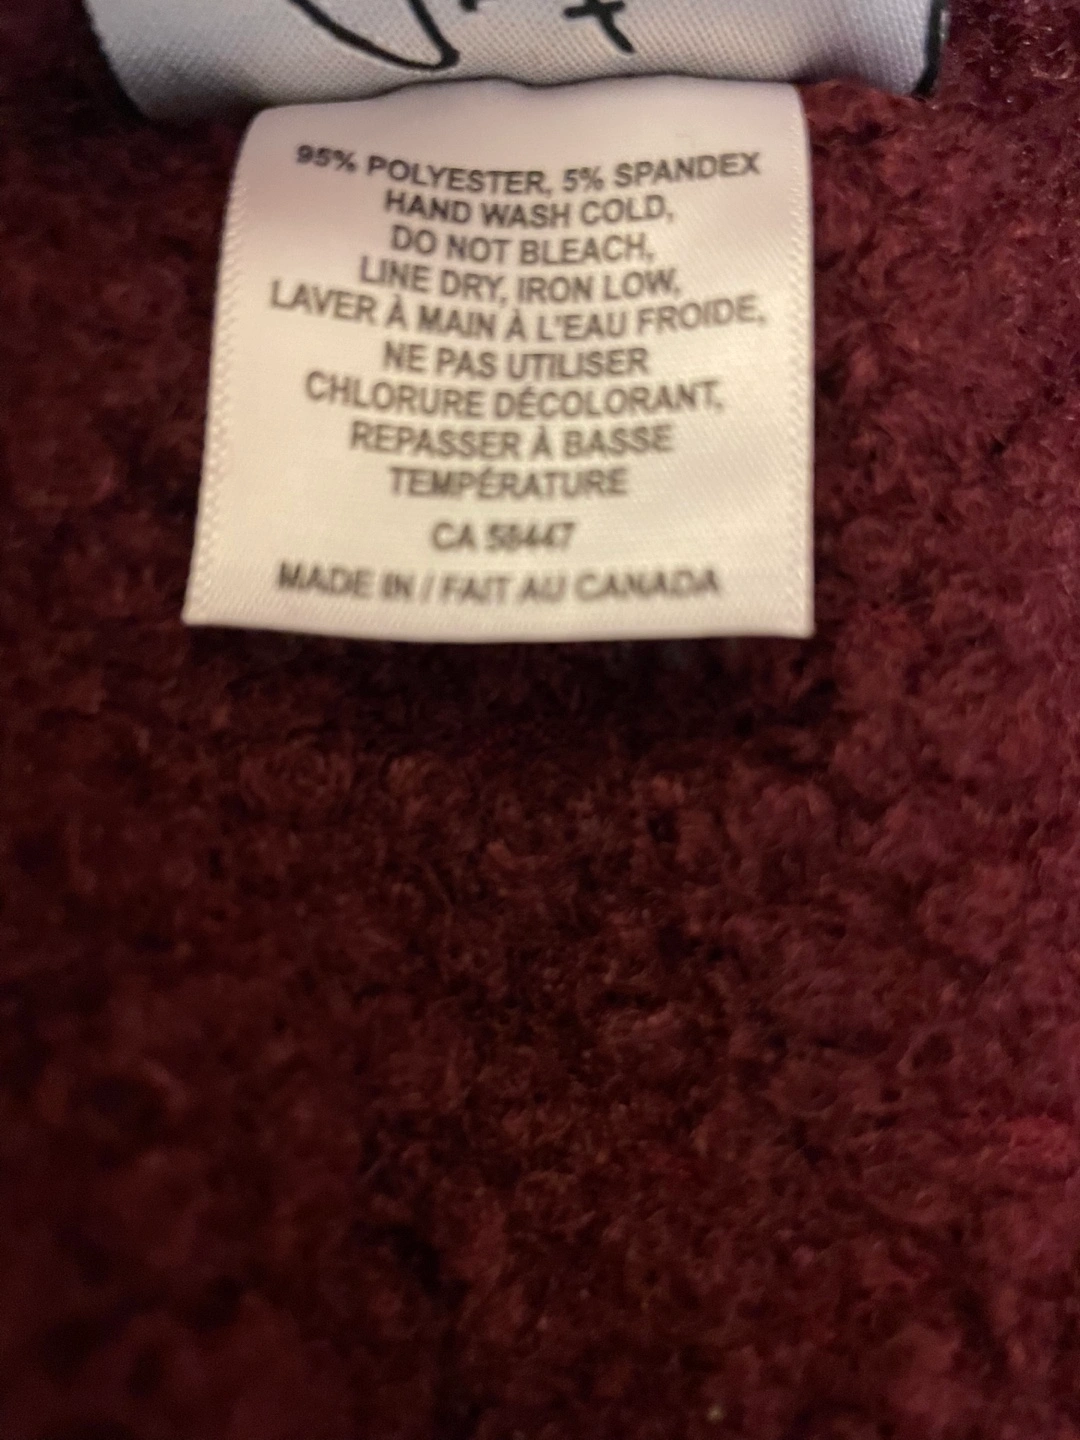 95% POLYESTER, 5% SPANDEX
HAND WASH COLD,
DO NOT BLEACH,
LINE DRY, IRON LOW,
LAVER À MAIN À L'EAU FROIDE,
NE PAS UTILISER
CHLORURE DÉCOLORANT,
REPASSER À BASSE
TEMPÉRATURE
CA 58447
MADE IN / FAIT AU CANADA